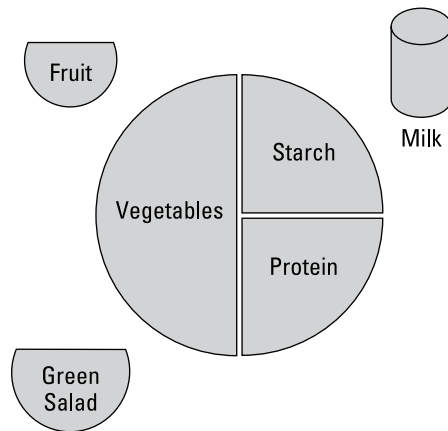 Fruit
Milk
Starch
Vegetables
Protein
Green
Salad